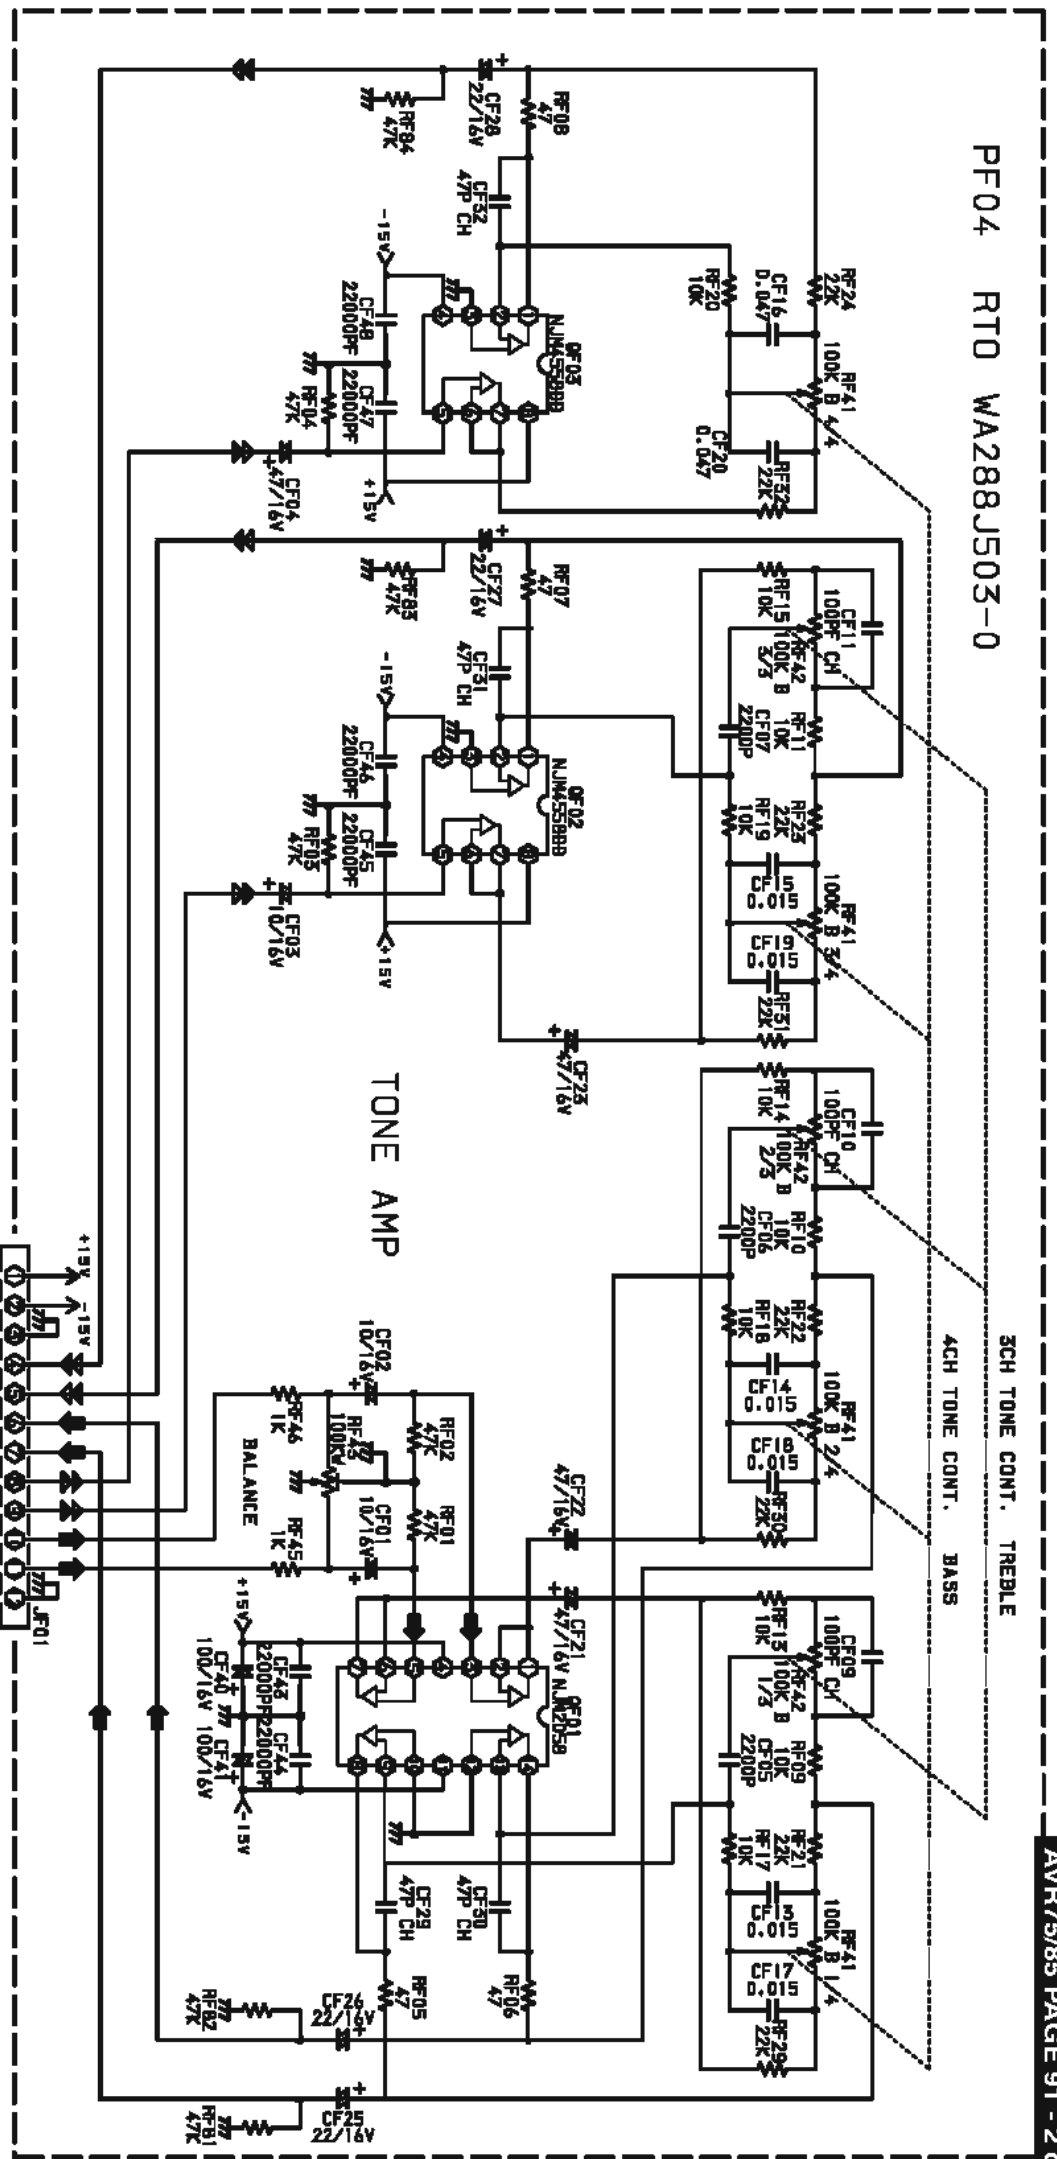 PF04 RTO WA288J503-0
3CH TONE CONT. TREBLE
4CH TONE CONT. BASS
TONE AMP
BALANCE
RF24
22K
CF16
0.047
RF20
10K
RF41
100K B 4/4
CF20
0.047
RF32
22K
RF08
47
CF28
22/16V
RF84
47K
CF32
47P CH
-15V
QF03
NJM4558DD
CF48
22000PF
CF47
22000PF
RF04
47K
+15V
CF04
47/16V
CF11
100PF CH
RF15
10K
RF42
100K B
3/3
RF11
10K
CF07
2200P
RF23
22K
RF19
10K
CF15
0.015
RF41
100K B 3/4
CF19
0.015
RF31
22K
RF07
47
CF27
22/16V
RF83
47K
CF31
47P CH
-15V
QF02
NJM4558DD
CF46
22000PF
CF45
22000PF
RF03
47K
+15V
CF03
10/16V
CF23
47/16V
CF10
100PF CH
RF14
10K
RF42
100K B
2/3
RF10
10K
CF06
2200P
RF22
22K
RF18
10K
CF14
0.015
RF41
100K B 2/4
CF18
0.015
RF30
22K
CF22
47/16V
CF09
100PF CH
RF13
10K
RF42
100K B
1/3
RF09
10K
CF05
2200P
RF21
22K
RF17
10K
CF13
0.015
RF41
100K B 1/4
CF17
0.015
RF29
22K
CF21
47/16V
QF01
NJM2058
CF02
10/16V
RF02
47K
RF01
47K
CF01
10/16V
RF46
1K
RF45
1K
+15V
CF43
22000PF
CF44
22000PF
CF40
100/16V
CF41
100/16V
-15V
CF29
47P CH
CF30
47P CH
RF05
47
RF06
47
CF26
22/16V
RF82
47K
CF25
22/16V
RF81
47K
+15V
-15V
JF01